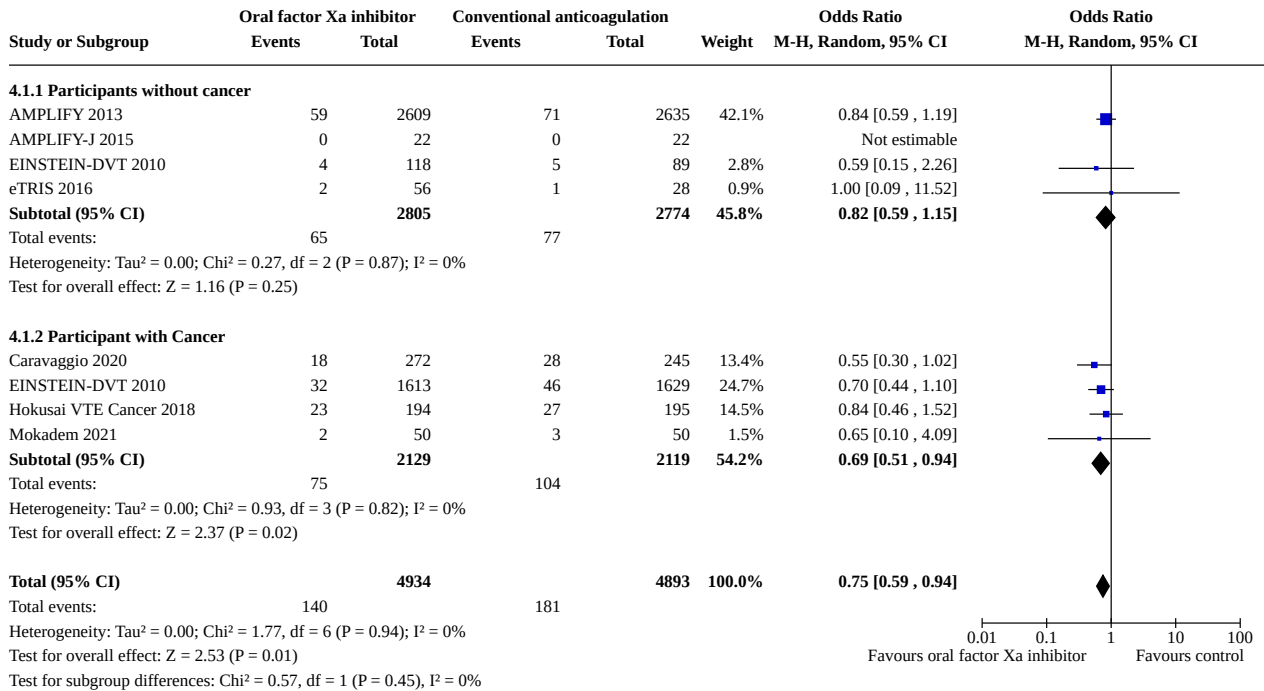 Oral factor Xa inhibitor Conventional anticoagulation Odds Ratio Odds Ratio
Study or Subgroup Events Total Events Total Weight M-H, Random, 95% CI M-H, Random, 95% CI
4.1.1 Participants without cancer
AMPLIFY 2013 59 2609 71 2635 42.1% 0.84 [0.59 , 1.19]
AMPLIFY-J 2015 0 22 0 22 Not estimable
EINSTEIN-DVT 2010 4 118 5 89 2.8% 0.59 [0.15 , 2.26]
eTRIS 2016 2 56 1 28 0.9% 1.00 [0.09 , 11.52]
Subtotal (95% CI) 2805 2774 45.8% 0.82 [0.59 , 1.15]
Total events: 65 77
Heterogeneity: Tau² = 0.00; Chi² = 0.27, df = 2 (P = 0.87); I² = 0%
Test for overall effect: Z = 1.16 (P = 0.25)
4.1.2 Participant with Cancer
Caravaggio 2020 18 272 28 245 13.4% 0.55 [0.30 , 1.02]
EINSTEIN-DVT 2010 32 1613 46 1629 24.7% 0.70 [0.44 , 1.10]
Hokusai VTE Cancer 2018 23 194 27 195 14.5% 0.84 [0.46 , 1.52]
Mokadem 2021 2 50 3 50 1.5% 0.65 [0.10 , 4.09]
Subtotal (95% CI) 2129 2119 54.2% 0.69 [0.51 , 0.94]
Total events: 75 104
Heterogeneity: Tau² = 0.00; Chi² = 0.93, df = 3 (P = 0.82); I² = 0%
Test for overall effect: Z = 2.37 (P = 0.02)
Total (95% CI) 4934 4893 100.0% 0.75 [0.59 , 0.94]
Total events: 140 181
Heterogeneity: Tau² = 0.00; Chi² = 1.77, df = 6 (P = 0.94); I² = 0%
0.01 0.1 1 10 100
Test for overall effect: Z = 2.53 (P = 0.01) Favours oral factor Xa inhibitor Favours control
Test for subgroup differences: Chi² = 0.57, df = 1 (P = 0.45), I² = 0%